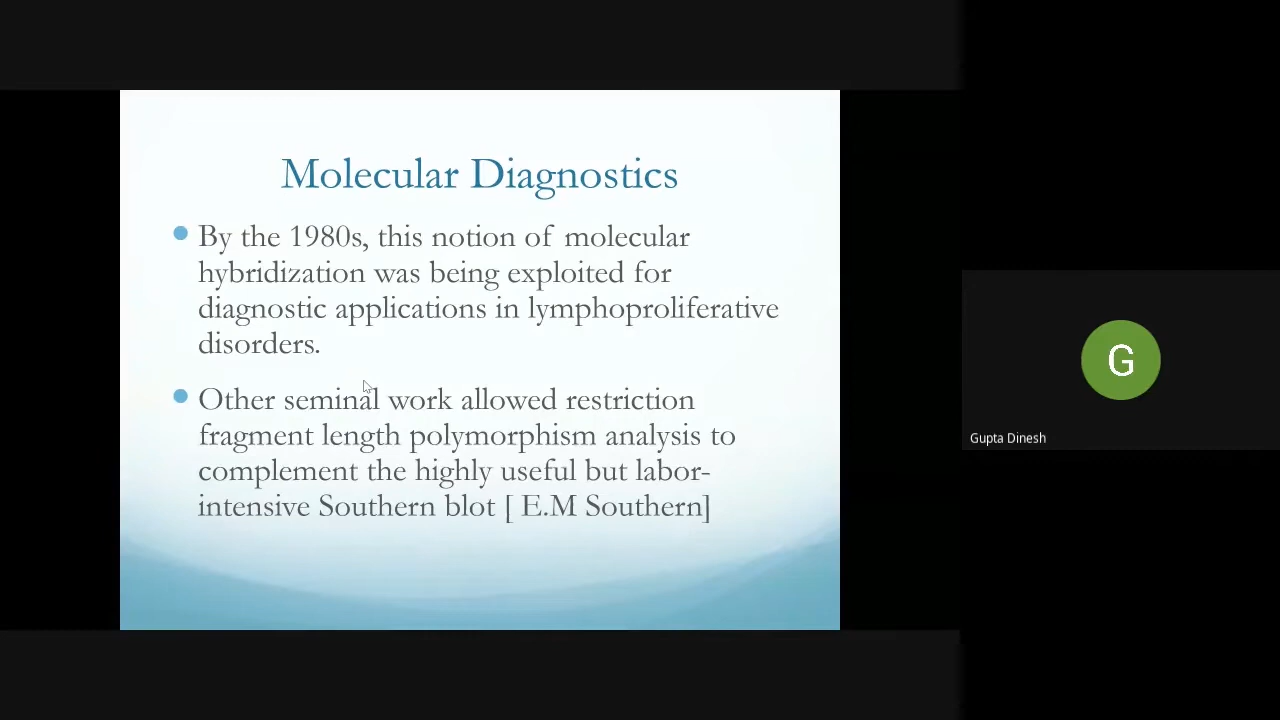 Molecular Diagnostics
By the 1980s, this notion of molecular
hybridization was being exploited for
diagnostic applications in lymphoproliferative
disorders.
Other seminal work allowed restriction
fragment length polymorphism analysis to
complement the highly useful but labor-
intensive Southern blot [ E.M Southern]
G
Gupta Dinesh